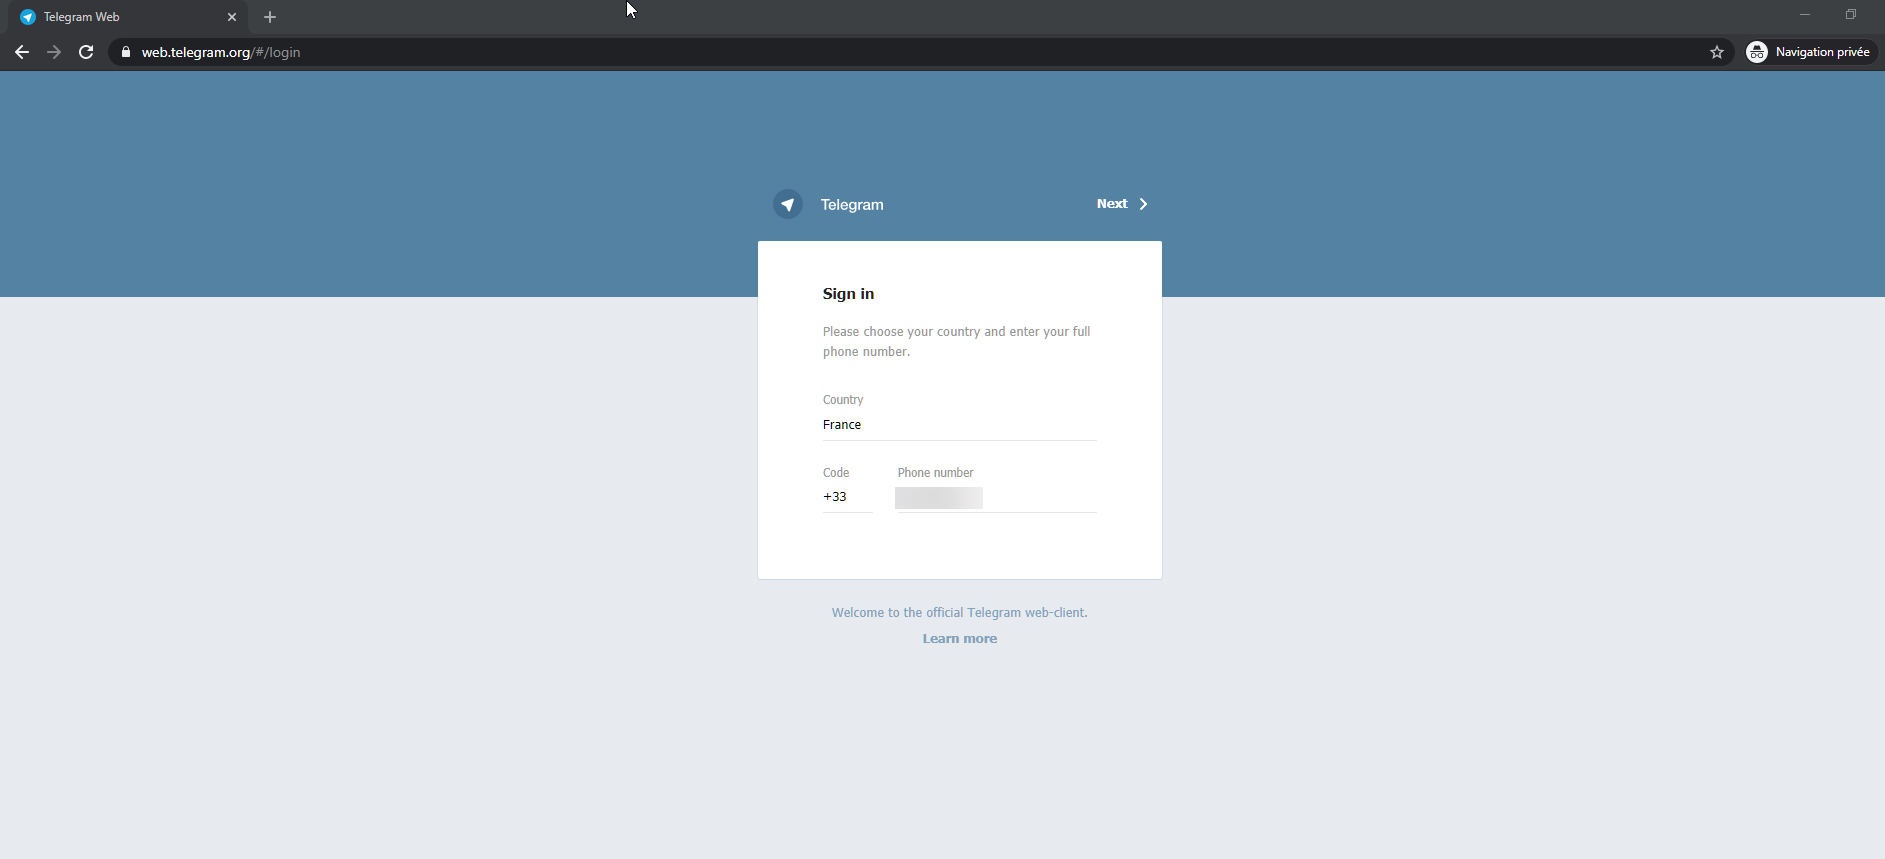 Telegram Web
web.telegram.org/#/login
Navigation privée
Telegram
Next
Sign in
Please choose your country and enter your full
phone number.
Country
France
Code
Phone number
+33
Welcome to the official Telegram web-client.
Learn more